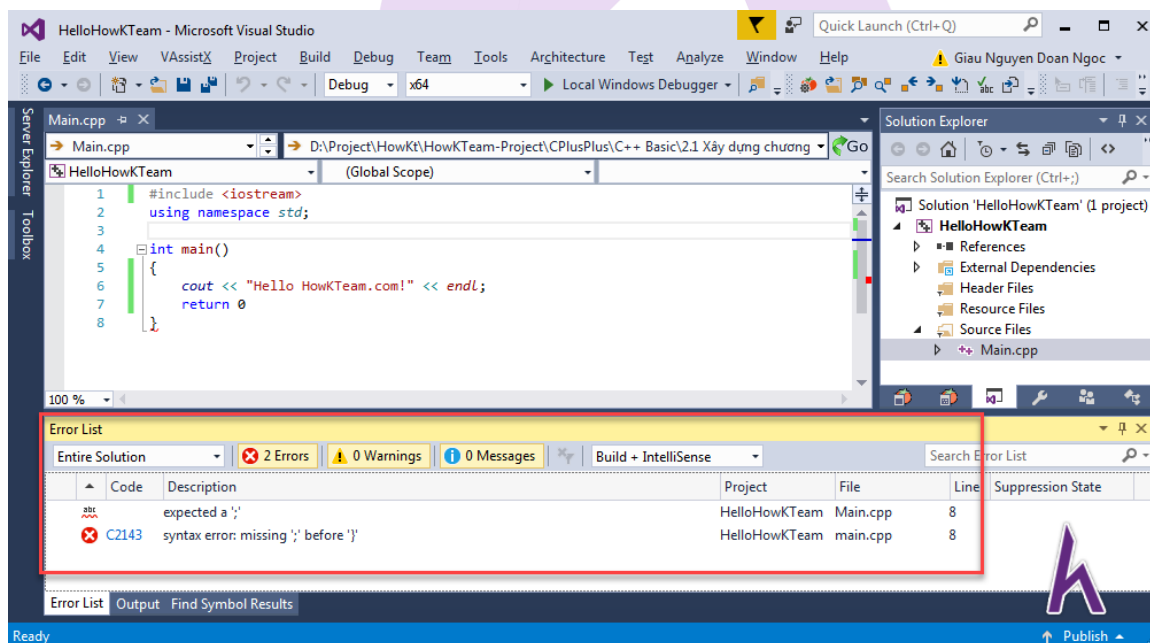 HelloHowKTeam - Microsoft Visual Studio
Quick Launch (Ctrl+Q)
File Edit View VAssistX Project Build Debug Team Tools Architecture Test Analyze Window Help
Giau Nguyen Doan Ngoc
Debug x64 Local Windows Debugger
Server Explorer
Toolbox
Main.cpp
Main.cpp D:\Project\HowKt\HowKTeam-Project\CPlusPlus\C++ Basic\2.1 Xây dựng chương Go
HelloHowKTeam (Global Scope)
1 #include <iostream>
2 using namespace std;
3
4 int main()
5 {
6 cout << "Hello HowKTeam.com!" << endl;
7 return 0
8 }
100 %
Solution Explorer
Search Solution Explorer (Ctrl+;)
Solution 'HelloHowKTeam' (1 project)
HelloHowKTeam
References
External Dependencies
Header Files
Resource Files
Source Files
Main.cpp
Error List
Entire Solution 2 Errors 0 Warnings 0 Messages Build + IntelliSense Search Error List
Code Description Project File Line Suppression State
abc expected a ';' HelloHowKTeam Main.cpp 8
C2143 syntax error: missing ';' before '}' HelloHowKTeam main.cpp 8
Error List Output Find Symbol Results
Ready Publish